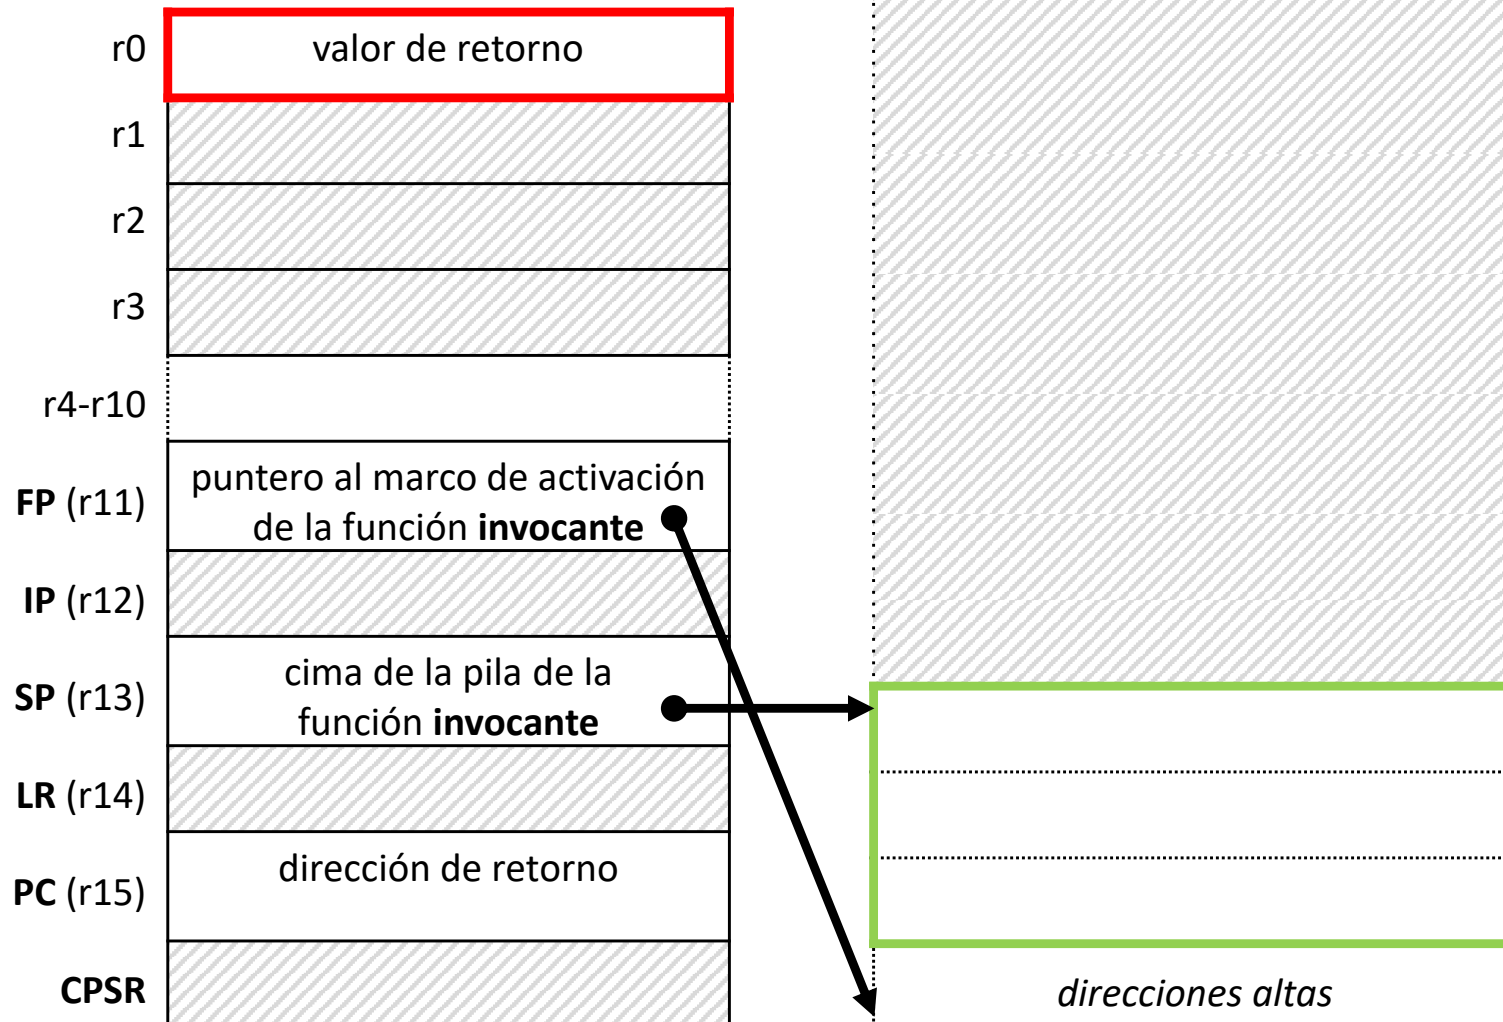 r0
valor de retorno
r1
r2
r3
r4-r10
FP (r11)
puntero al marco de activación
de la función invocante
IP (r12)
SP (r13)
cima de la pila de la
función invocante
LR (r14)
PC (r15)
dirección de retorno
CPSR
direcciones altas